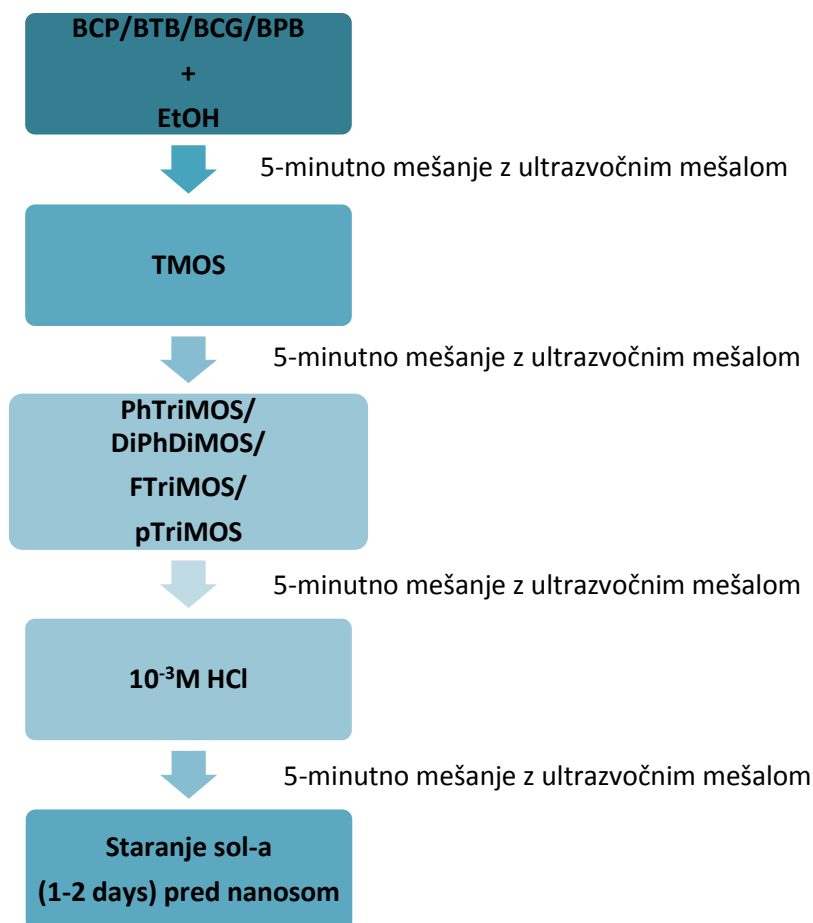 BCP/BTB/BCG/BPB
+
EtOH
5-minutno mešanje z ultrazvočnim mešalom
TMOS
5-minutno mešanje z ultrazvočnim mešalom
PhTriMOS/
DiPhDiMOS/
FTriMOS/
pTriMOS
5-minutno mešanje z ultrazvočnim mešalom
10⁻³M HCl
5-minutno mešanje z ultrazvočnim mešalom
Staranje sol-a
(1-2 days) pred nanosom